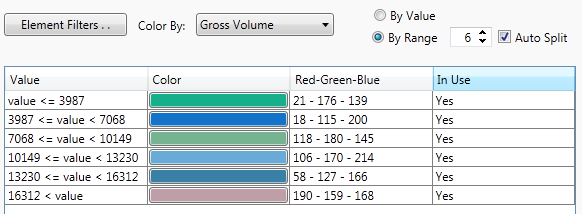 Element Filters . .
Color By:
Gross Volume
By Value
By Range
6
Auto Split
Value Color Red-Green-Blue In Use
value <= 3987 21 - 176 - 139 Yes
3987 <= value < 7068 18 - 115 - 200 Yes
7068 <= value < 10149 118 - 180 - 145 Yes
10149 <= value < 13230 106 - 170 - 214 Yes
13230 <= value < 16312 58 - 127 - 166 Yes
16312 < value 190 - 159 - 168 Yes